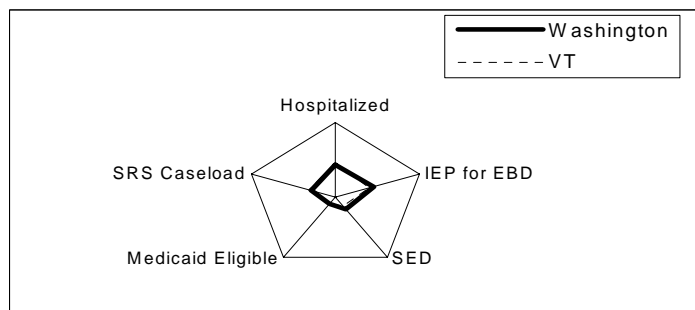 Washington
VT
Hospitalized
SRS Caseload
IEP for EBD
Medicaid Eligible
SED